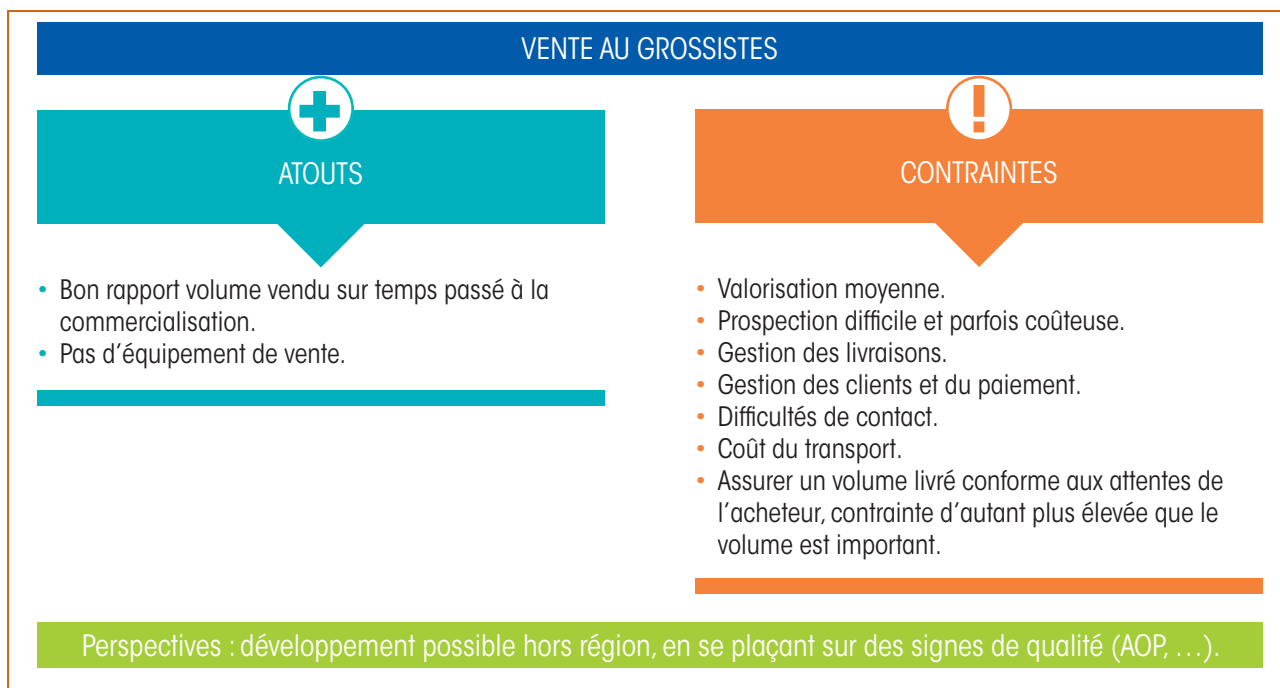 VENTE AU GROSSISTES
ATOUTS
• Bon rapport volume vendu sur temps passé à la
commercialisation.
• Pas d'équipement de vente.
CONTRAINTES
• Valorisation moyenne.
• Prospection difficile et parfois coûteuse.
• Gestion des livraisons.
• Gestion des clients et du paiement.
• Difficultés de contact.
• Coût du transport.
• Assurer un volume livré conforme aux attentes de
l'acheteur, contrainte d'autant plus élevée que le
volume est important.
Perspectives : développement possible hors région, en se plaçant sur des signes de qualité (AOP, …).